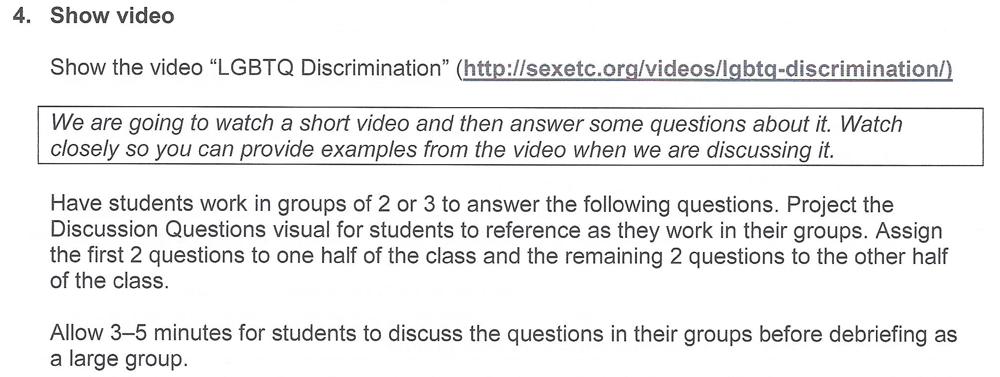 4. Show video
Show the video “LGBTQ Discrimination” (http://sexetc.org/videos/lgbtq-discrimination/)
We are going to watch a short video and then answer some questions about it. Watch
closely so you can provide examples from the video when we are discussing it.
Have students work in groups of 2 or 3 to answer the following questions. Project the
Discussion Questions visual for students to reference as they work in their groups. Assign
the first 2 questions to one half of the class and the remaining 2 questions to the other half
of the class.
Allow 3–5 minutes for students to discuss the questions in their groups before debriefing as
a large group.